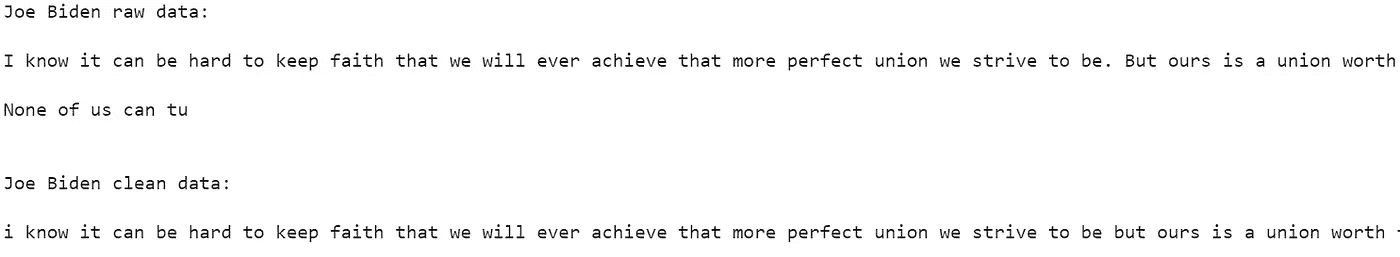 Joe Biden raw data:
I know it can be hard to keep faith that we will ever achieve that more perfect union we strive to be. But ours is a union worth
None of us can tu
Joe Biden clean data:
i know it can be hard to keep faith that we will ever achieve that more perfect union we strive to be but ours is a union worth